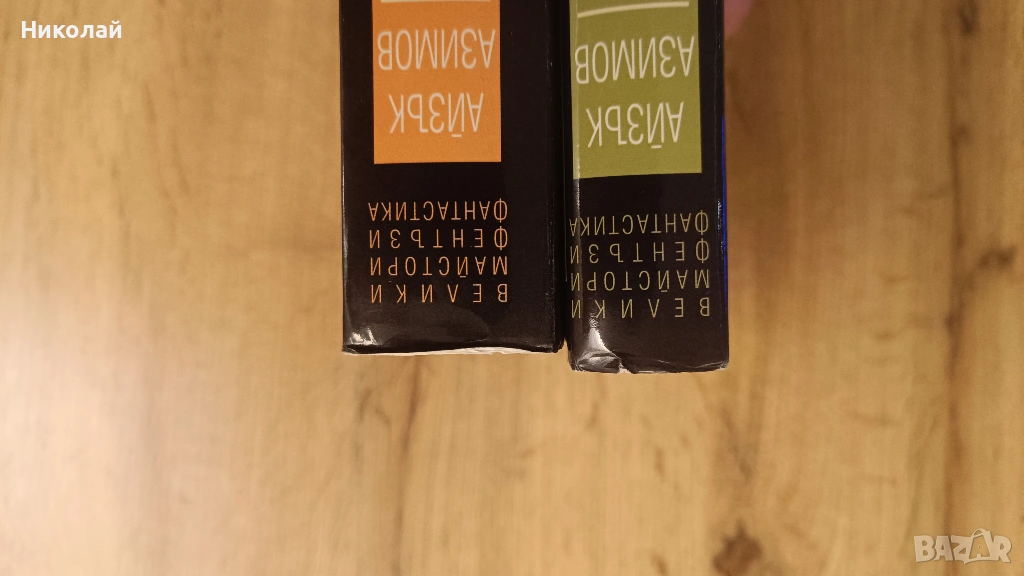 Николай
ВЕЛИКИ
МАЙСТОРИ
ФЕНТЪЗИ
ФАНТАСТИКА
АЙЗЪК
АЗИМОВ
ВЕЛИКИ
МАЙСТОРИ
ФЕНТЪЗИ
ФАНТАСТИКА
АЙЗЪК
АЗИМОВ
BAZAR